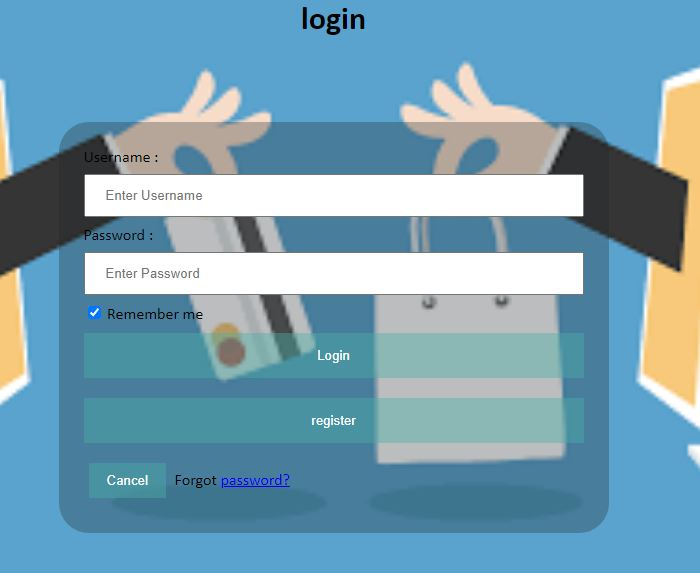 login
Username :
Enter Username
Password :
Enter Password
Remember me
Login
register
Cancel Forgot password?